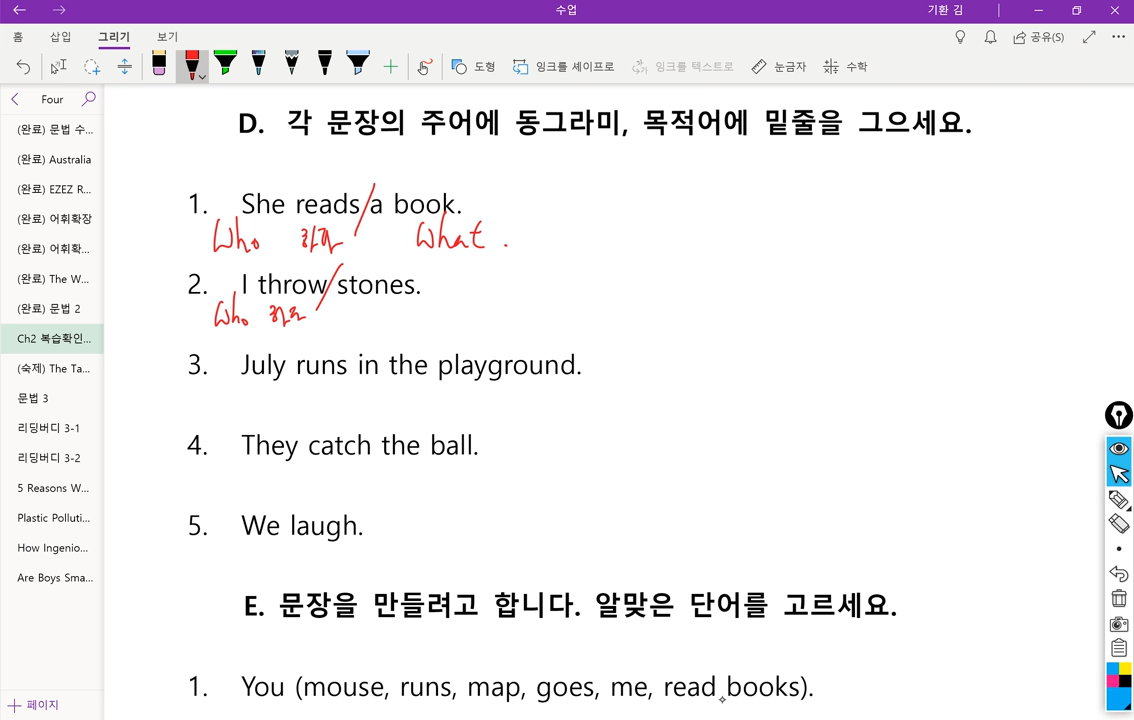 수업
기환 김
홈 삽입 그리기 보기
공유(S)
도형 잉크를 셰이프로 잉크를 텍스트로 눈금자 수학
Four
(완료) 문법 수...
(완료) Australia
(완료) EZEZ R...
(완료) 어휘확장
(완료) 어휘확...
(완료) The W...
(완료) 문법 2
Ch2 복습확인...
(숙제) The Ta...
문법 3
리딩버디 3-1
리딩버디 3-2
5 Reasons W...
Plastic Polluti...
How Ingenio...
Are Boys Sma...
페이지
D. 각 문장의 주어에 동그라미, 목적어에 밑줄을 그으세요.
1. She reads/a book.
Who What .
2. I throw/stones.
Who
3. July runs in the playground.
4. They catch the ball.
5. We laugh.
E. 문장을 만들려고 합니다. 알맞은 단어를 고르세요.
1. You (mouse, runs, map, goes, me, read books).